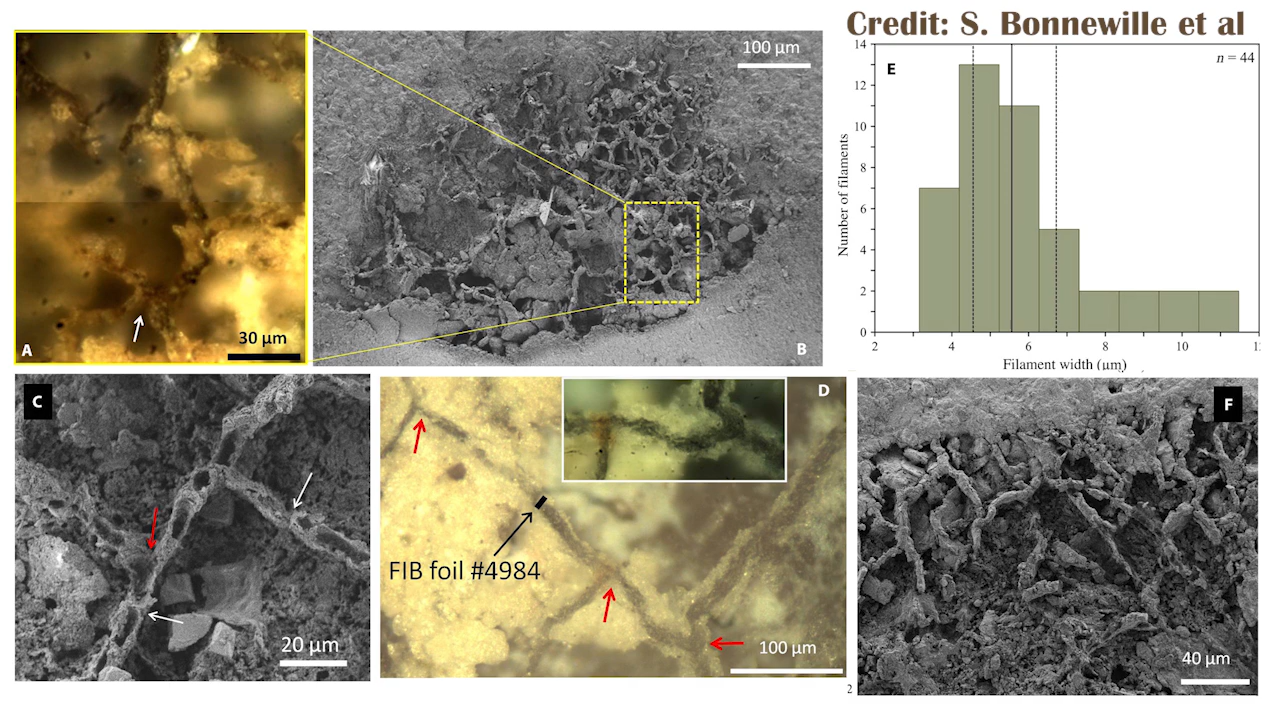 Credit: S. Bonnewille et al
A
30 µm
100 µm
B
E
n = 44
14
12
10
8
6
4
2
0
Number of filaments
2 4 6 8 10 12
Filament width (µm)
C
20 µm
D
FIB foil #4984
100 µm
2
F
40 µm